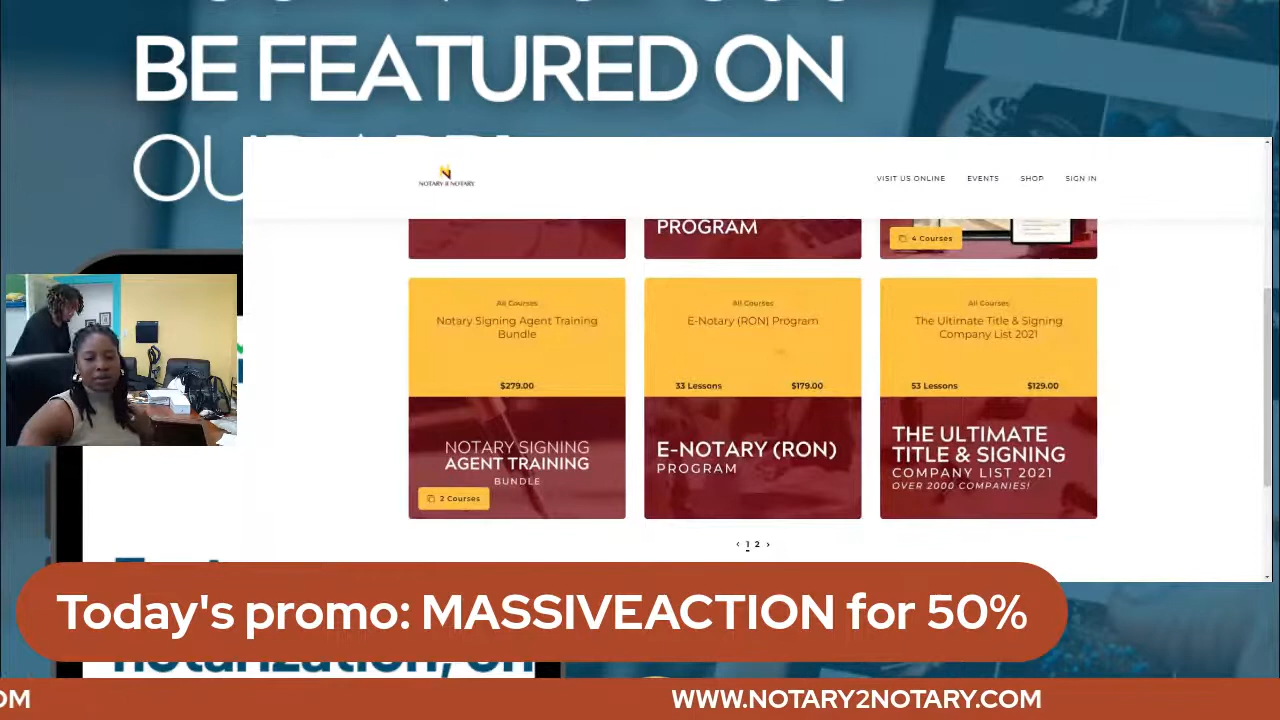 BE FEATURED ON
NOTARY 2 NOTARY
VISIT US ONLINE
EVENTS
SHOP
SIGN IN
PROGRAM
4 Courses
All Courses
Notary Signing Agent Training
Bundle
$279.00
NOTARY SIGNING
AGENT TRAINING
BUNDLE
2 Courses
All Courses
E-Notary (RON) Program
33 Lessons
$179.00
E-NOTARY (RON)
PROGRAM
All Courses
The Ultimate Title & Signing
Company List 2021
53 Lessons
$129.00
THE ULTIMATE
TITLE & SIGNING
COMPANY LIST 2021
OVER 2000 COMPANIES!
‹ 1 2 ›
Today's promo: MASSIVEACTION for 50%
notarization, on
OM
WWW.NOTARY2NOTARY.COM